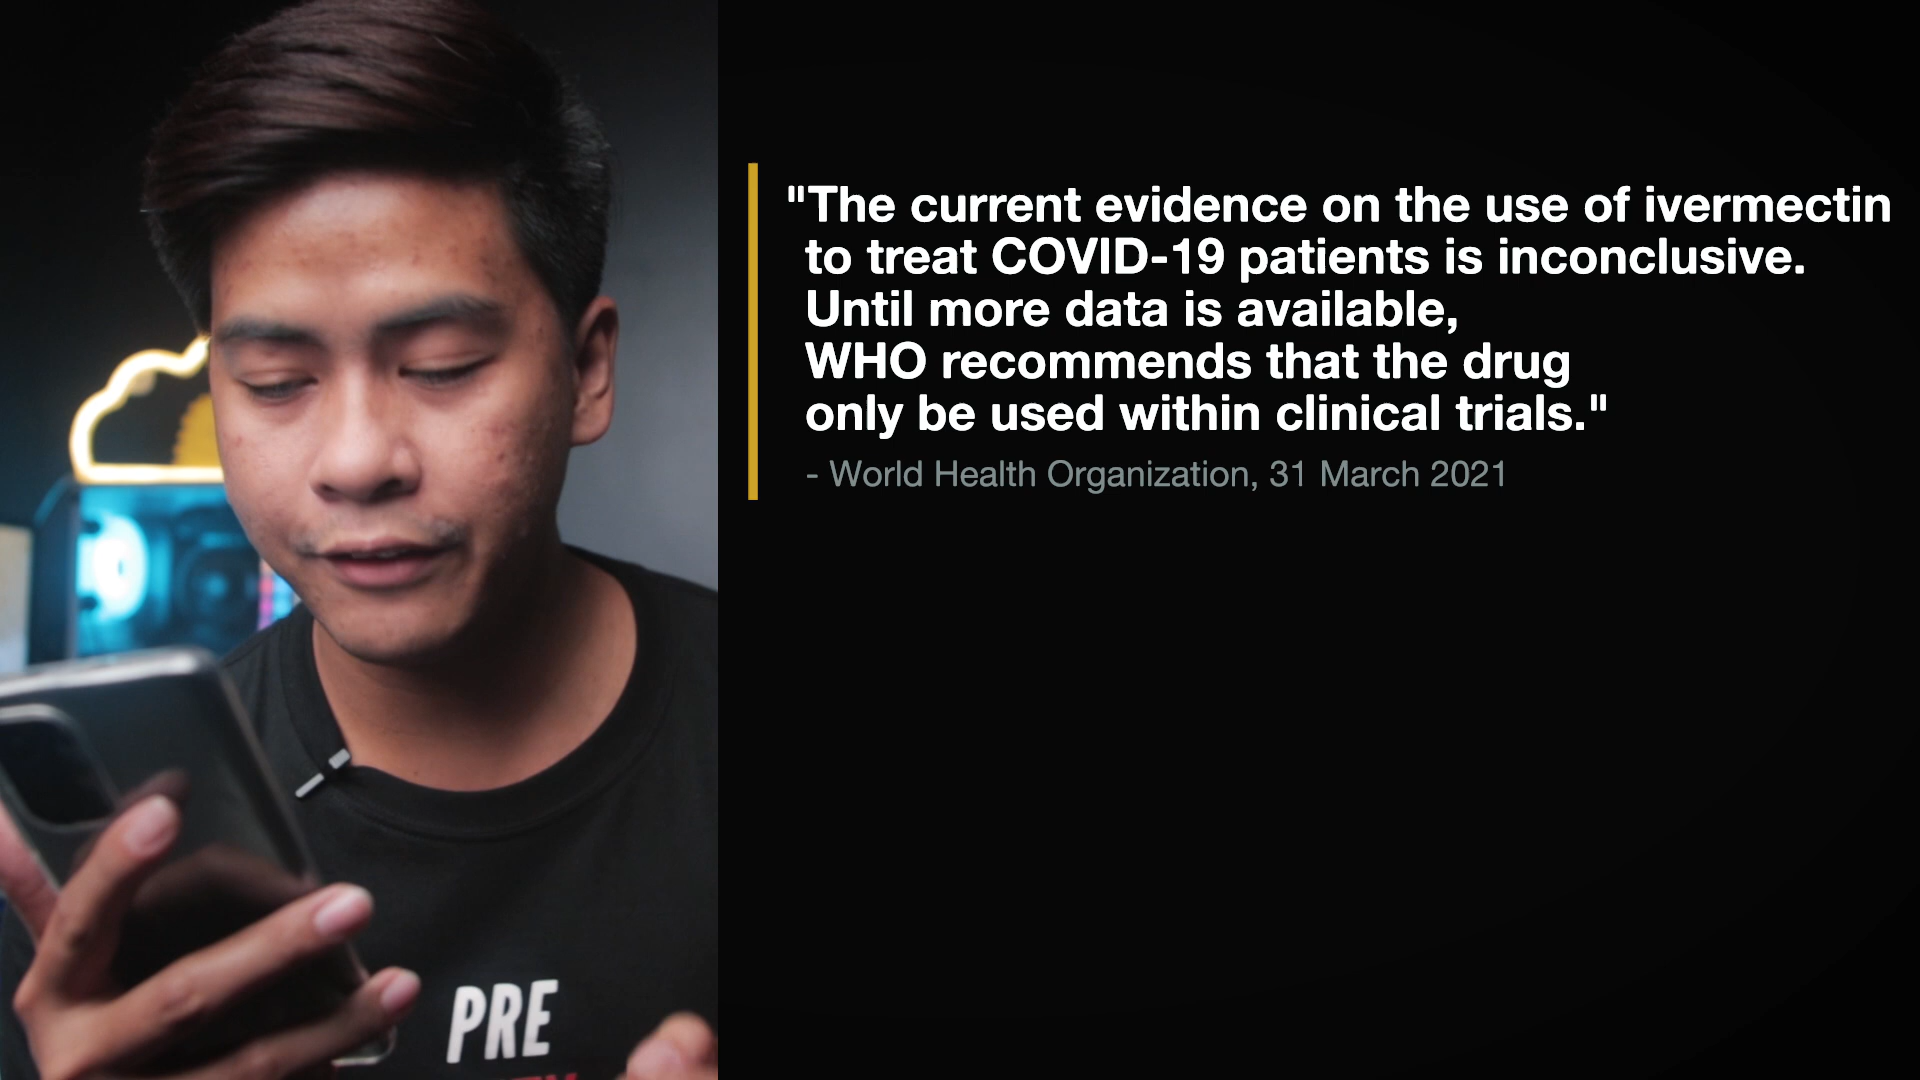 "The current evidence on the use of ivermectin
to treat COVID-19 patients is inconclusive.
Until more data is available,
WHO recommends that the drug
only be used within clinical trials."
- World Health Organization, 31 March 2021
PRE